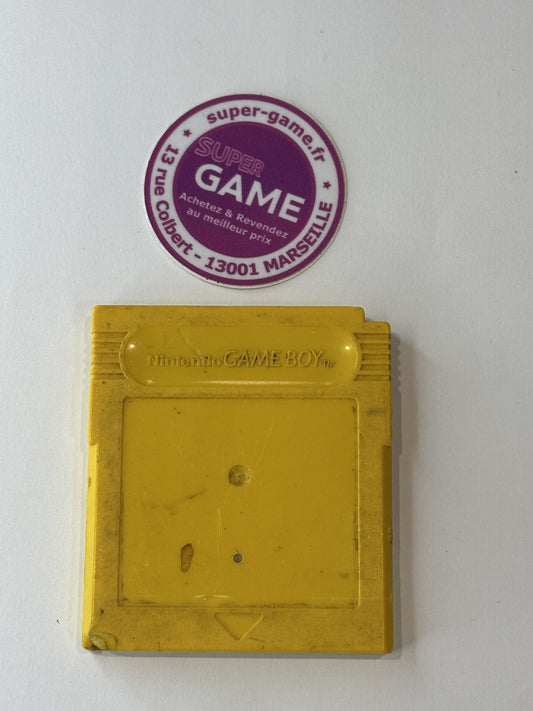 ★ super-game.fr ★
SUPER
GAME
Achetez & Revendez
au meilleur prix
13 rue Colbert - 13001 MARSEILLE
Nintendo GAME BOY TM